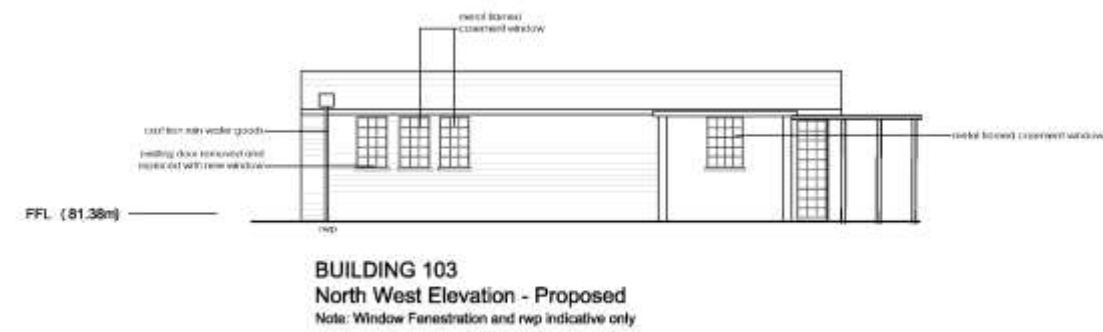 metal framed
casement window
cast iron rain water goods
existing door removed and
replaced with new window
metal framed casement window
FFL (81.38m)
rwp
BUILDING 103
North West Elevation - Proposed
Note: Window Fenestration and rwp indicative only